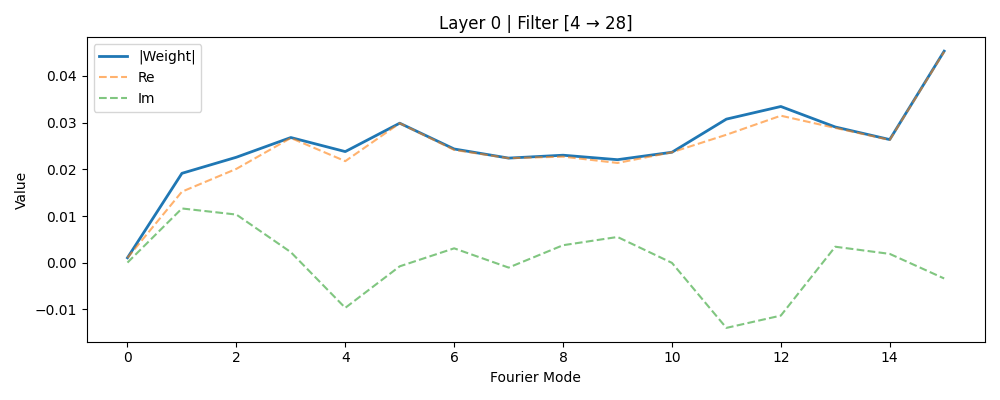 Layer 0 | Filter [4 → 28]
|Weight|
Re
Im
0.04
0.03
0.02
0.01
0.00
−0.01
Value
0 2 4 6 8 10 12 14
Fourier Mode